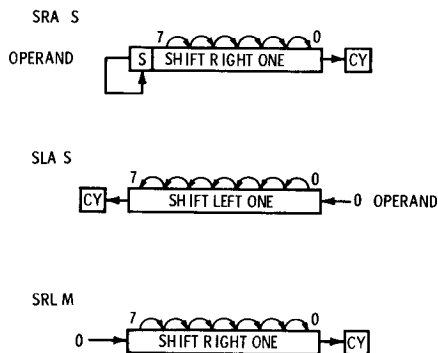 SRA S
7 0
OPERAND S SHIFT RIGHT ONE CY
SLA S
7 0
CY SHIFT LEFT ONE 0 OPERAND
SRL M
7 0
0 SHIFT RIGHT ONE CY